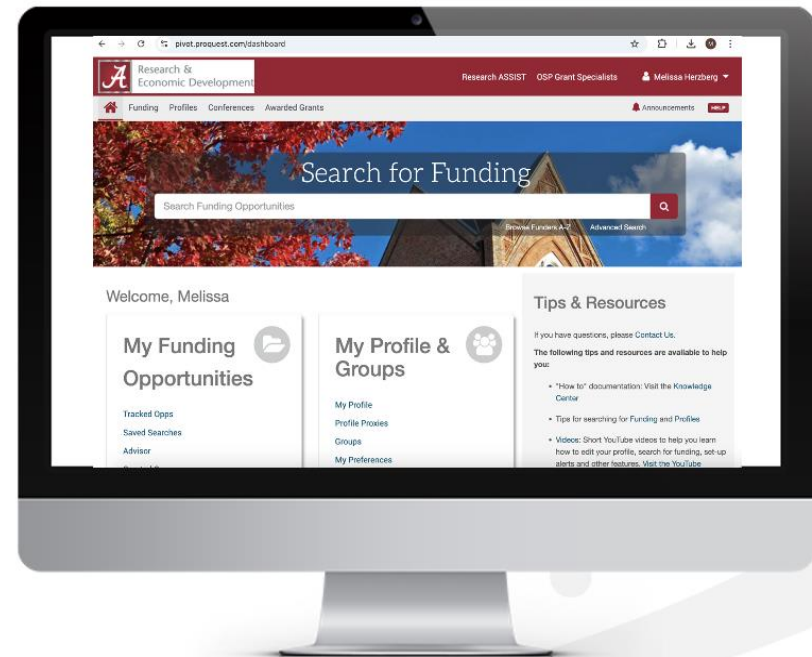 pivot.proquest.com/dashboard
M
A
Research &
Economic Development
Research ASSIST OSP Grant Specialists Melissa Herzberg
Funding Profiles Conferences Awarded Grants
Announcements HELP
Search for Funding
Search Funding Opportunities
Browse Funders A-Z Advanced Search
Welcome, Melissa
My Funding
Opportunities
Tracked Opps
Saved Searches
Advisor
My Profile &
Groups
My Profile
Profile Proxies
Groups
My Preferences
Tips & Resources
If you have questions, please Contact Us.
The following tips and resources are available to help
you:
• "How to" documentation: Visit the Knowledge
Center
• Tips for searching for Funding and Profiles
• Videos: Short YouTube videos to help you learn
how to edit your profile, search for funding, set-up
alerts and other features. Visit the YouTube